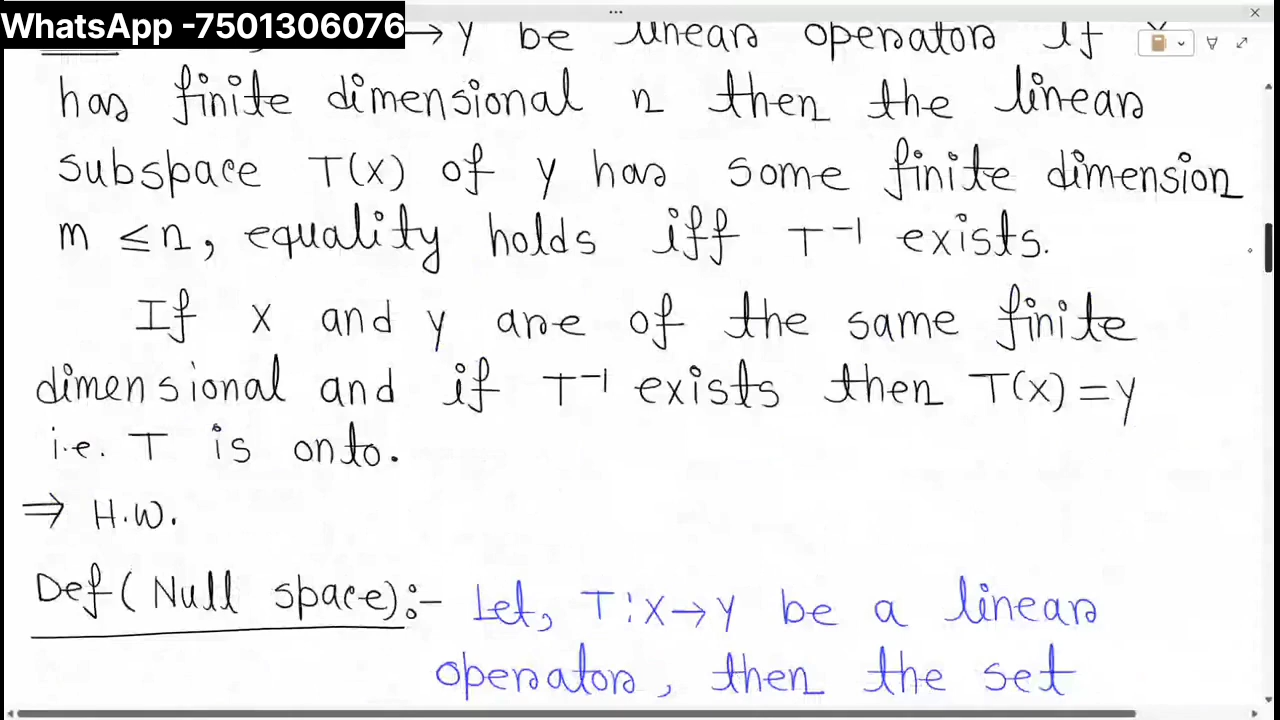 WhatsApp -7501306076
→ y be linear operator if X
has finite dimensional n then the linear
subspace T(x) of y has some finite dimension
m ≤ n, equality holds iff T⁻¹ exists.
If x and y are of the same finite
dimensional and if T⁻¹ exists then T(x) = y
i.e. T is onto.
⇒ H.W.
Def (Null space):-  Let, T:X→y be a linear
operator, then the set